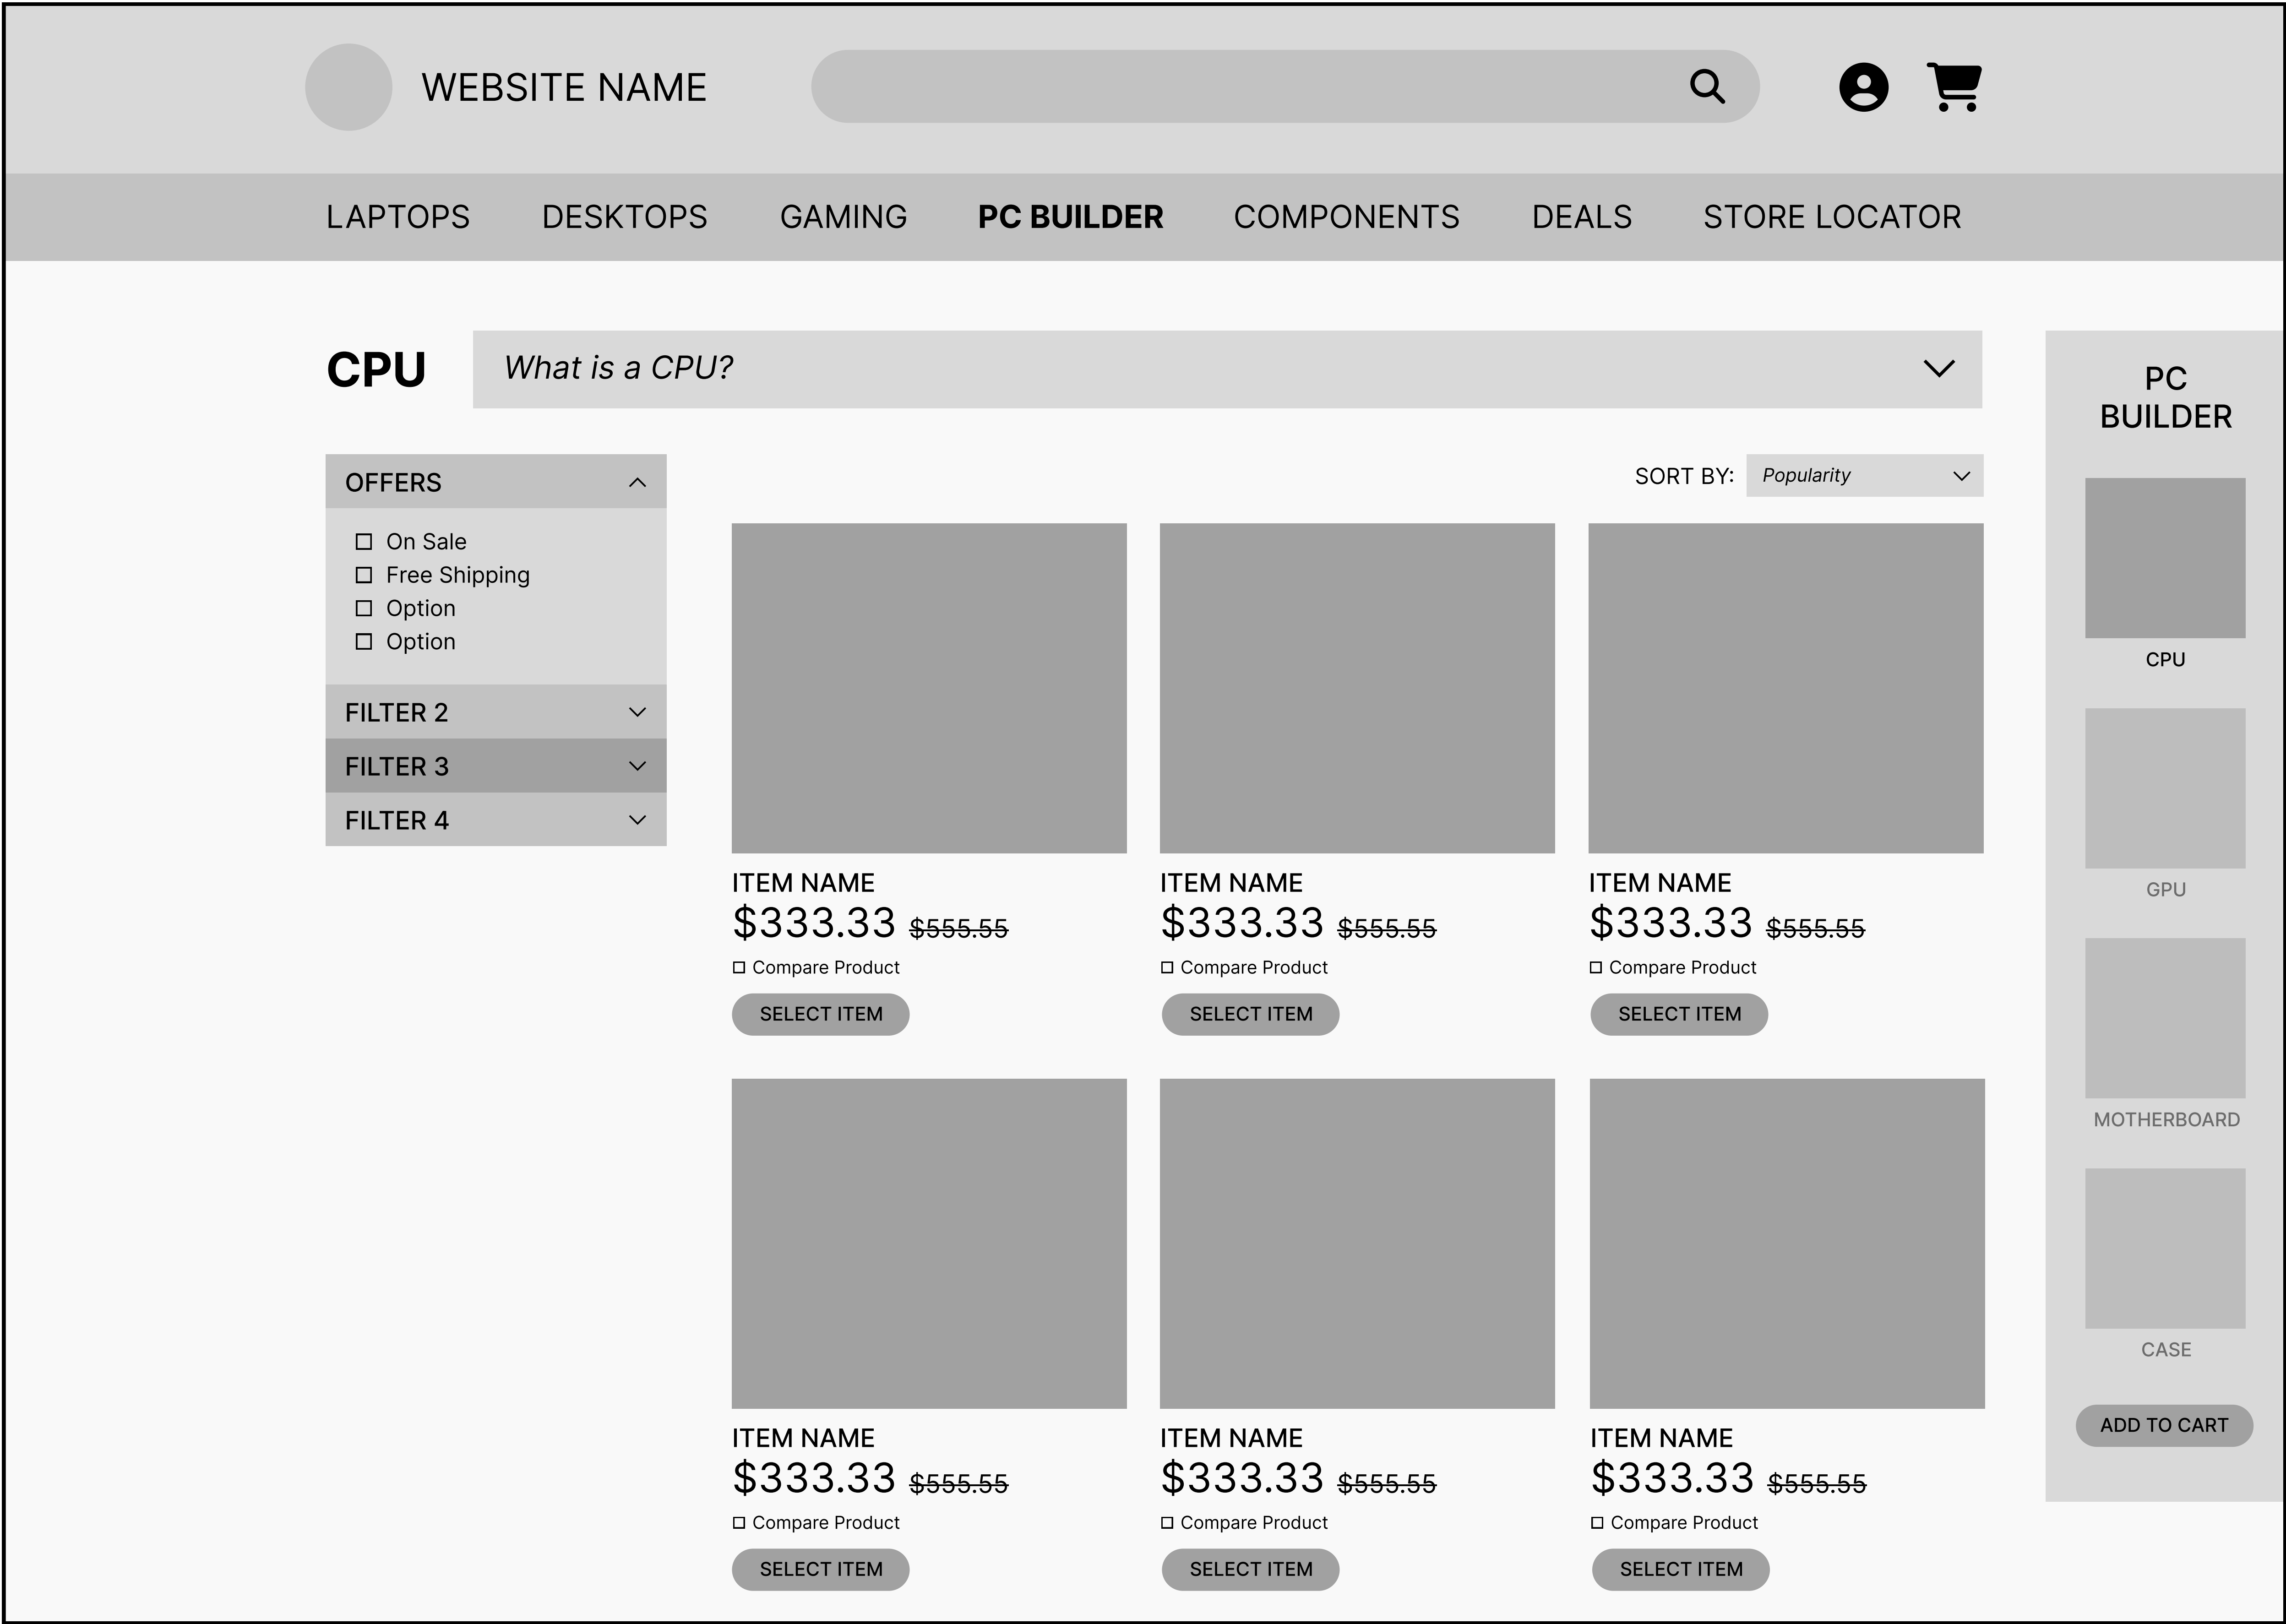 WEBSITE NAME
LAPTOPS DESKTOPS GAMING PC BUILDER COMPONENTS DEALS STORE LOCATOR
CPU
What is a CPU?
OFFERS
On Sale
Free Shipping
Option
Option
FILTER 2
FILTER 3
FILTER 4
SORT BY: Popularity
ITEM NAME
$333.33 $555.55
Compare Product
SELECT ITEM
ITEM NAME
$333.33 $555.55
Compare Product
SELECT ITEM
ITEM NAME
$333.33 $555.55
Compare Product
SELECT ITEM
ITEM NAME
$333.33 $555.55
Compare Product
SELECT ITEM
ITEM NAME
$333.33 $555.55
Compare Product
SELECT ITEM
ITEM NAME
$333.33 $555.55
Compare Product
SELECT ITEM
PC
BUILDER
CPU
GPU
MOTHERBOARD
CASE
ADD TO CART